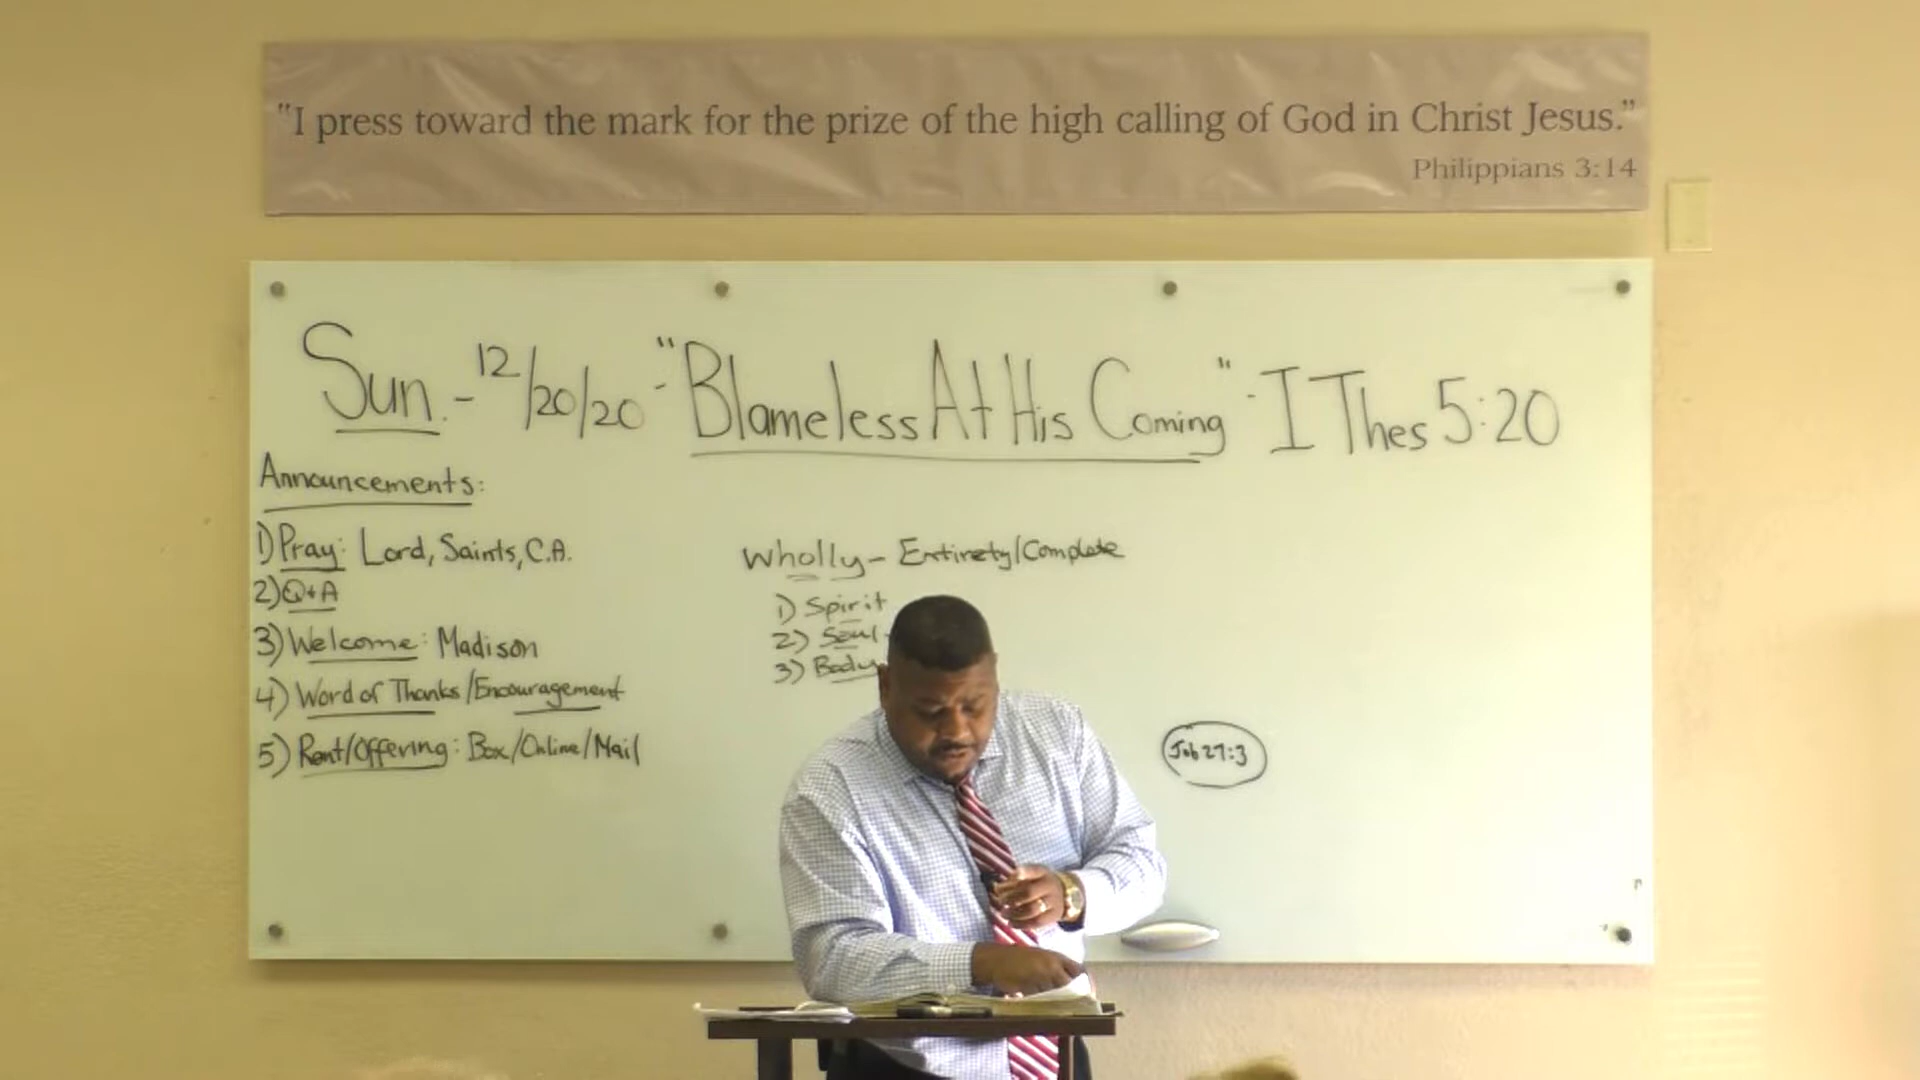 "I press toward the mark for the prize of the high calling of God in Christ Jesus."
Philippians 3:14
Sun. - 12/20/20 - "Blameless At His Coming" - I Thes 5:20
Announcements:
1) Pray: Lord, Saints, C.A.
2) Q+A
3) Welcome: Madison
4) Word of Thanks/Encouragement
5) Rent/Offering: Box/Online/Mail
Wholly - Entirety/Complete
1) Spirit
2) Soul
3) Body
Job 27:3